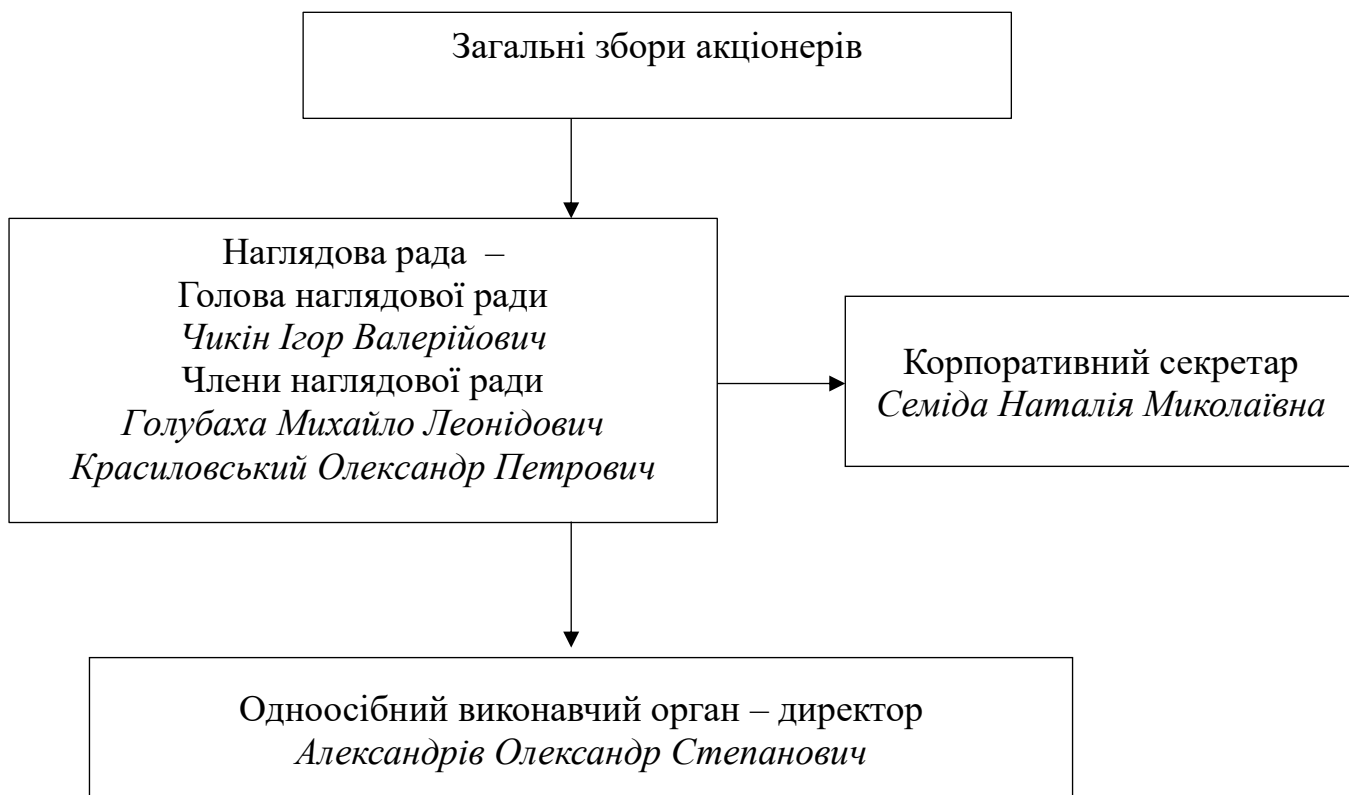 Загальні збори акціонерів
Наглядова рада –
Голова наглядової ради
Чикін Ігор Валерійович
Члени наглядової ради
Голубаха Михайло Леонідович
Красиловський Олександр Петрович
Корпоративний секретар
Семіда Наталія Миколаївна
Одноосібний виконавчий орган – директор
Александрів Олександр Степанович